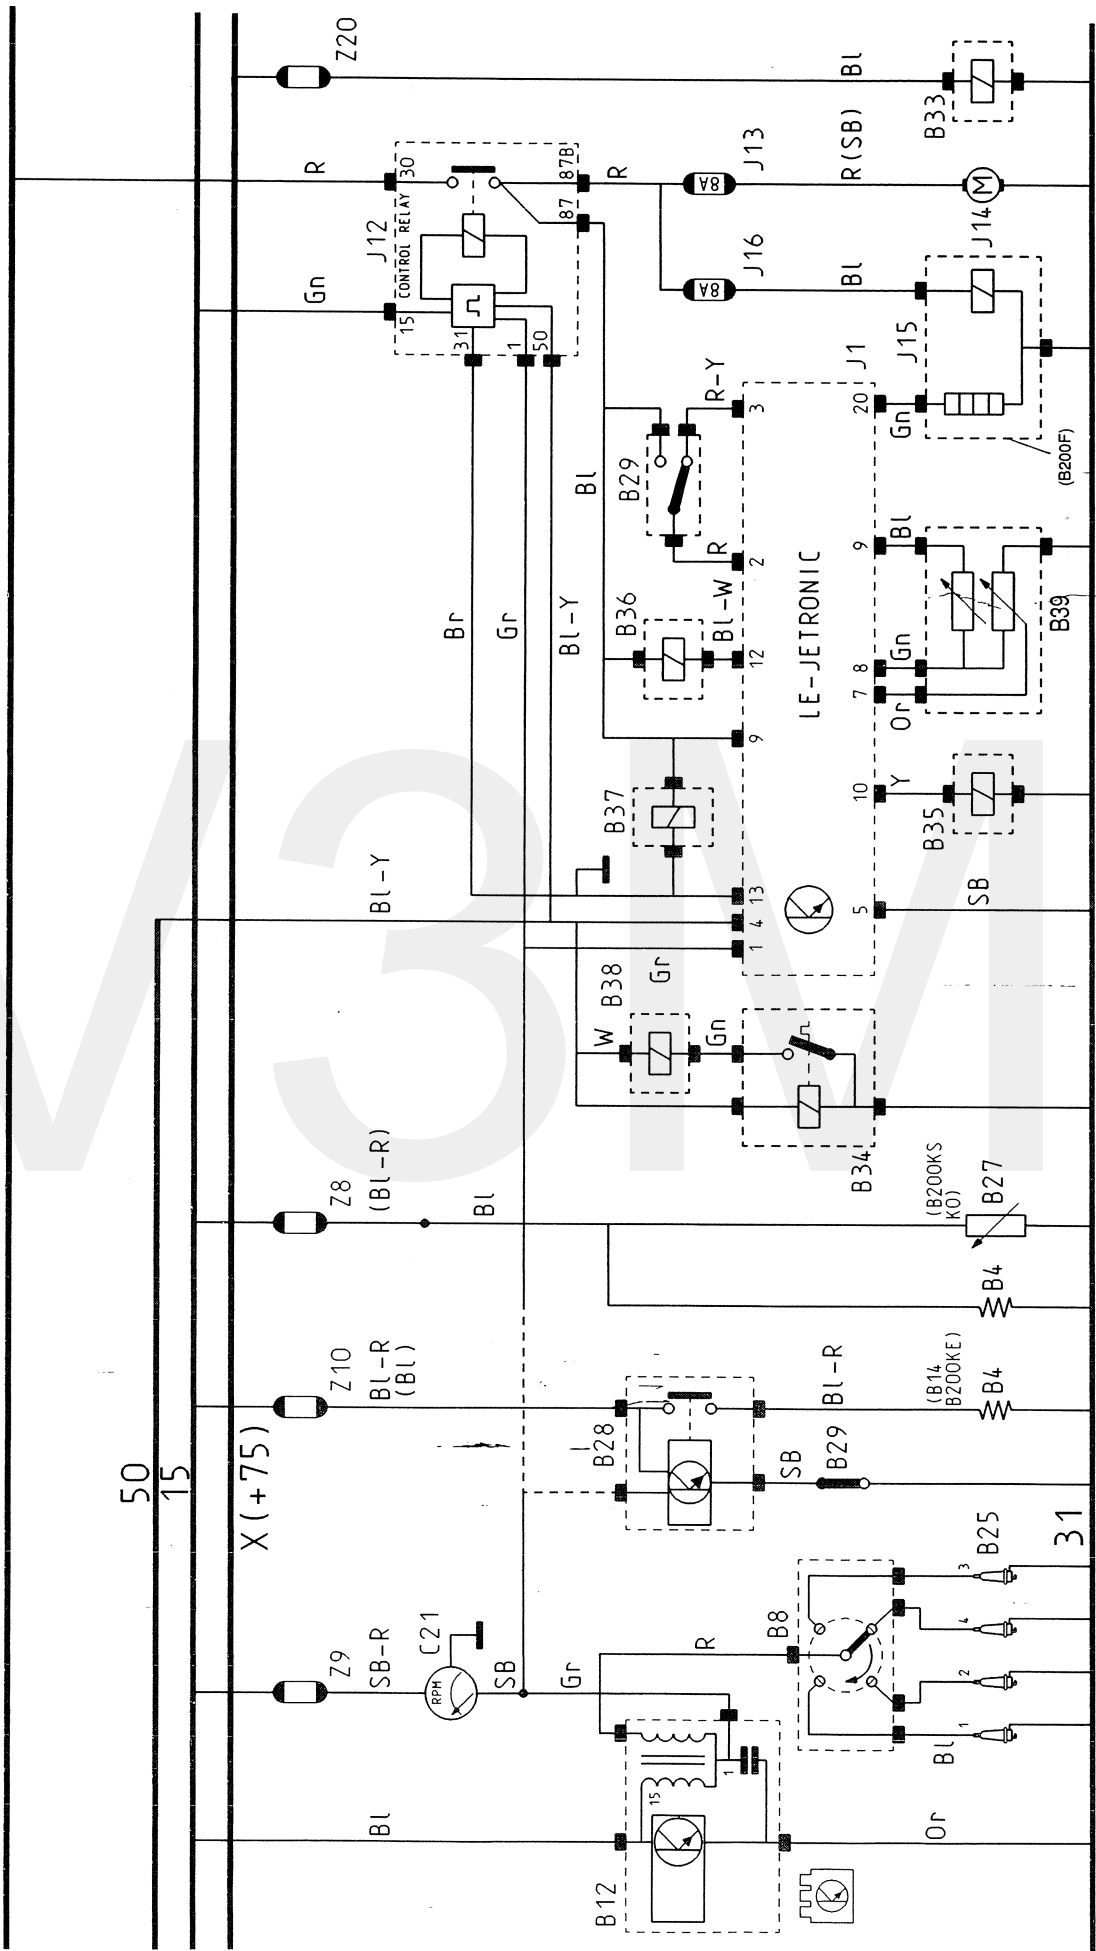 V3M
50
15
X (+75)
31
Z20
Bl
B33
R
30
J12
CONTROL RELAY
15
Gn
31
1
50
87
87B
R
8A
J13
R(SB)
M
J14
8A
J16
Bl
J15
J1
20
Gn
(B200F)
Br
Gr
Bl-Y
Bl
B29
R-Y
3
R
2
B36
Bl-W
12
LE-JETRONIC
9
Bl
8
Gn
7
Or
B39
9
B37
10
Y
B35
Bl-Y
13
4
1
Gr
5
SB
B38
W
Gn
B34
Z8
(Bl-R)
Bl
(B200KS
KO)
B27
B4
Z10
Bl-R
(Bl)
B28
Bl-R
(B14
B200KE)
B4
SB
B29
Z9
SB-R
RPM
C21
SB
Gr
R
B8
B25
3
4
2
1
Bl
Bl
15
1
B12
Or